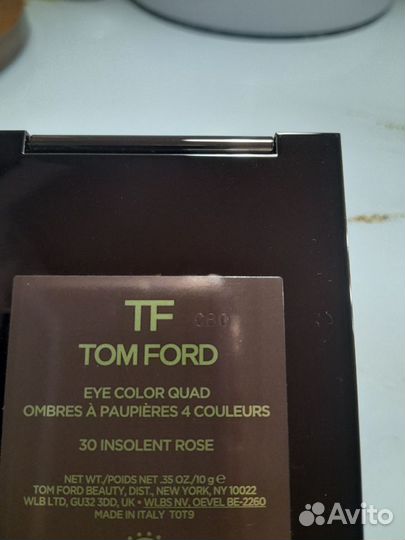 TF
C80
TOM FORD
EYE COLOR QUAD
OMBRES À PAUPIÈRES 4 COULEURS
30 INSOLENT ROSE
NET WT./POIDS NET .35 OZ./10 g ℮
TOM FORD BEAUTY, DIST., NEW YORK, NY 10022
WLB LTD, GU32 3DD, UK • WLBS NV, OEVEL BE-2260
MADE IN ITALY T0T9
Avito